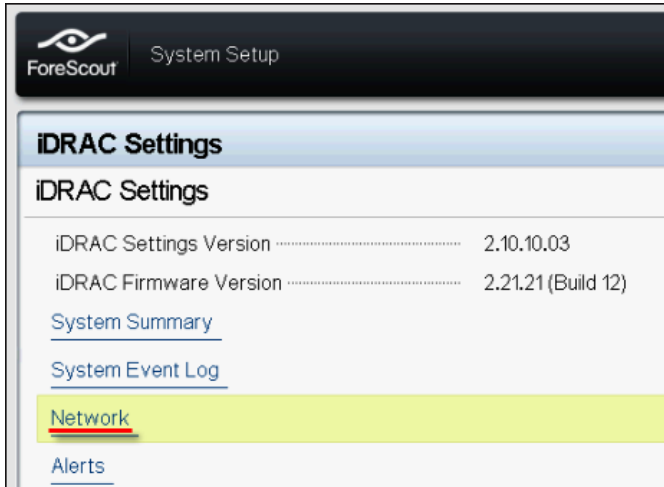 ForeScout
System Setup
iDRAC Settings
iDRAC Settings
iDRAC Settings Version 2.10.10.03
iDRAC Firmware Version 2.21.21 (Build 12)
System Summary
System Event Log
Network
Alerts